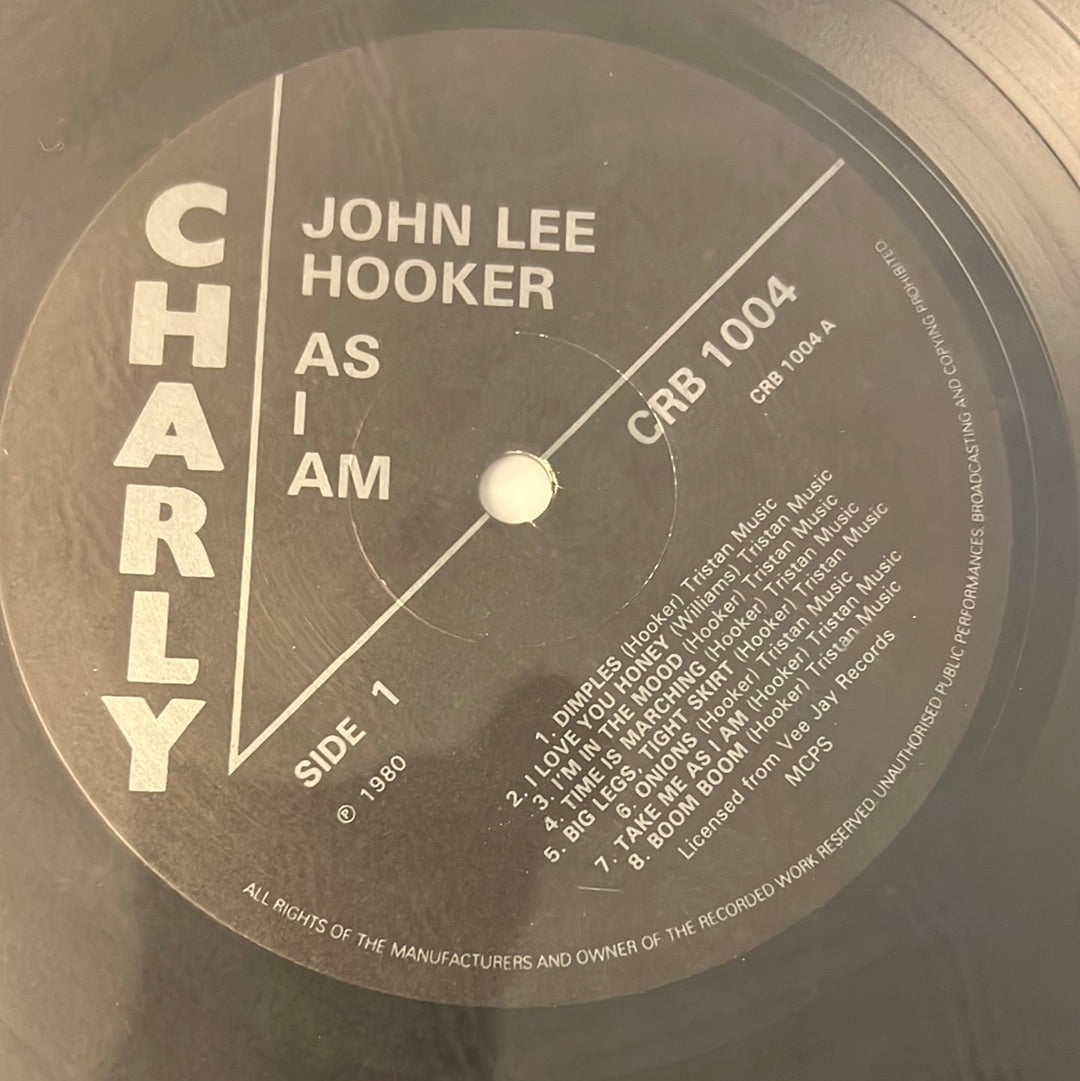 CHARLY
JOHN LEE
HOOKER
AS
I
AM
CRB 1004
CRB 1004 A
SIDE 1
℗ 1980
1. DIMPLES (Hooker) Tristan Music
2. I LOVE YOU HONEY (Williams) Tristan Music
3. I'M IN THE MOOD (Hooker) Tristan Music
4. TIME IS MARCHING (Hooker) Tristan Music
5. BIG LEGS, TIGHT SKIRT (Hooker) Tristan Music
6. ONIONS (Hooker) Tristan Music
7. TAKE ME AS I AM (Hooker) Tristan Music
8. BOOM BOOM (Hooker) Tristan Music
Licensed from Vee Jay Records
MCPS
ALL RIGHTS OF THE MANUFACTURERS AND OWNER OF THE RECORDED WORK RESERVED. UNAUTHORISED PUBLIC PERFORMANCES. BROADCASTING AND COPYING PROHIBITED.